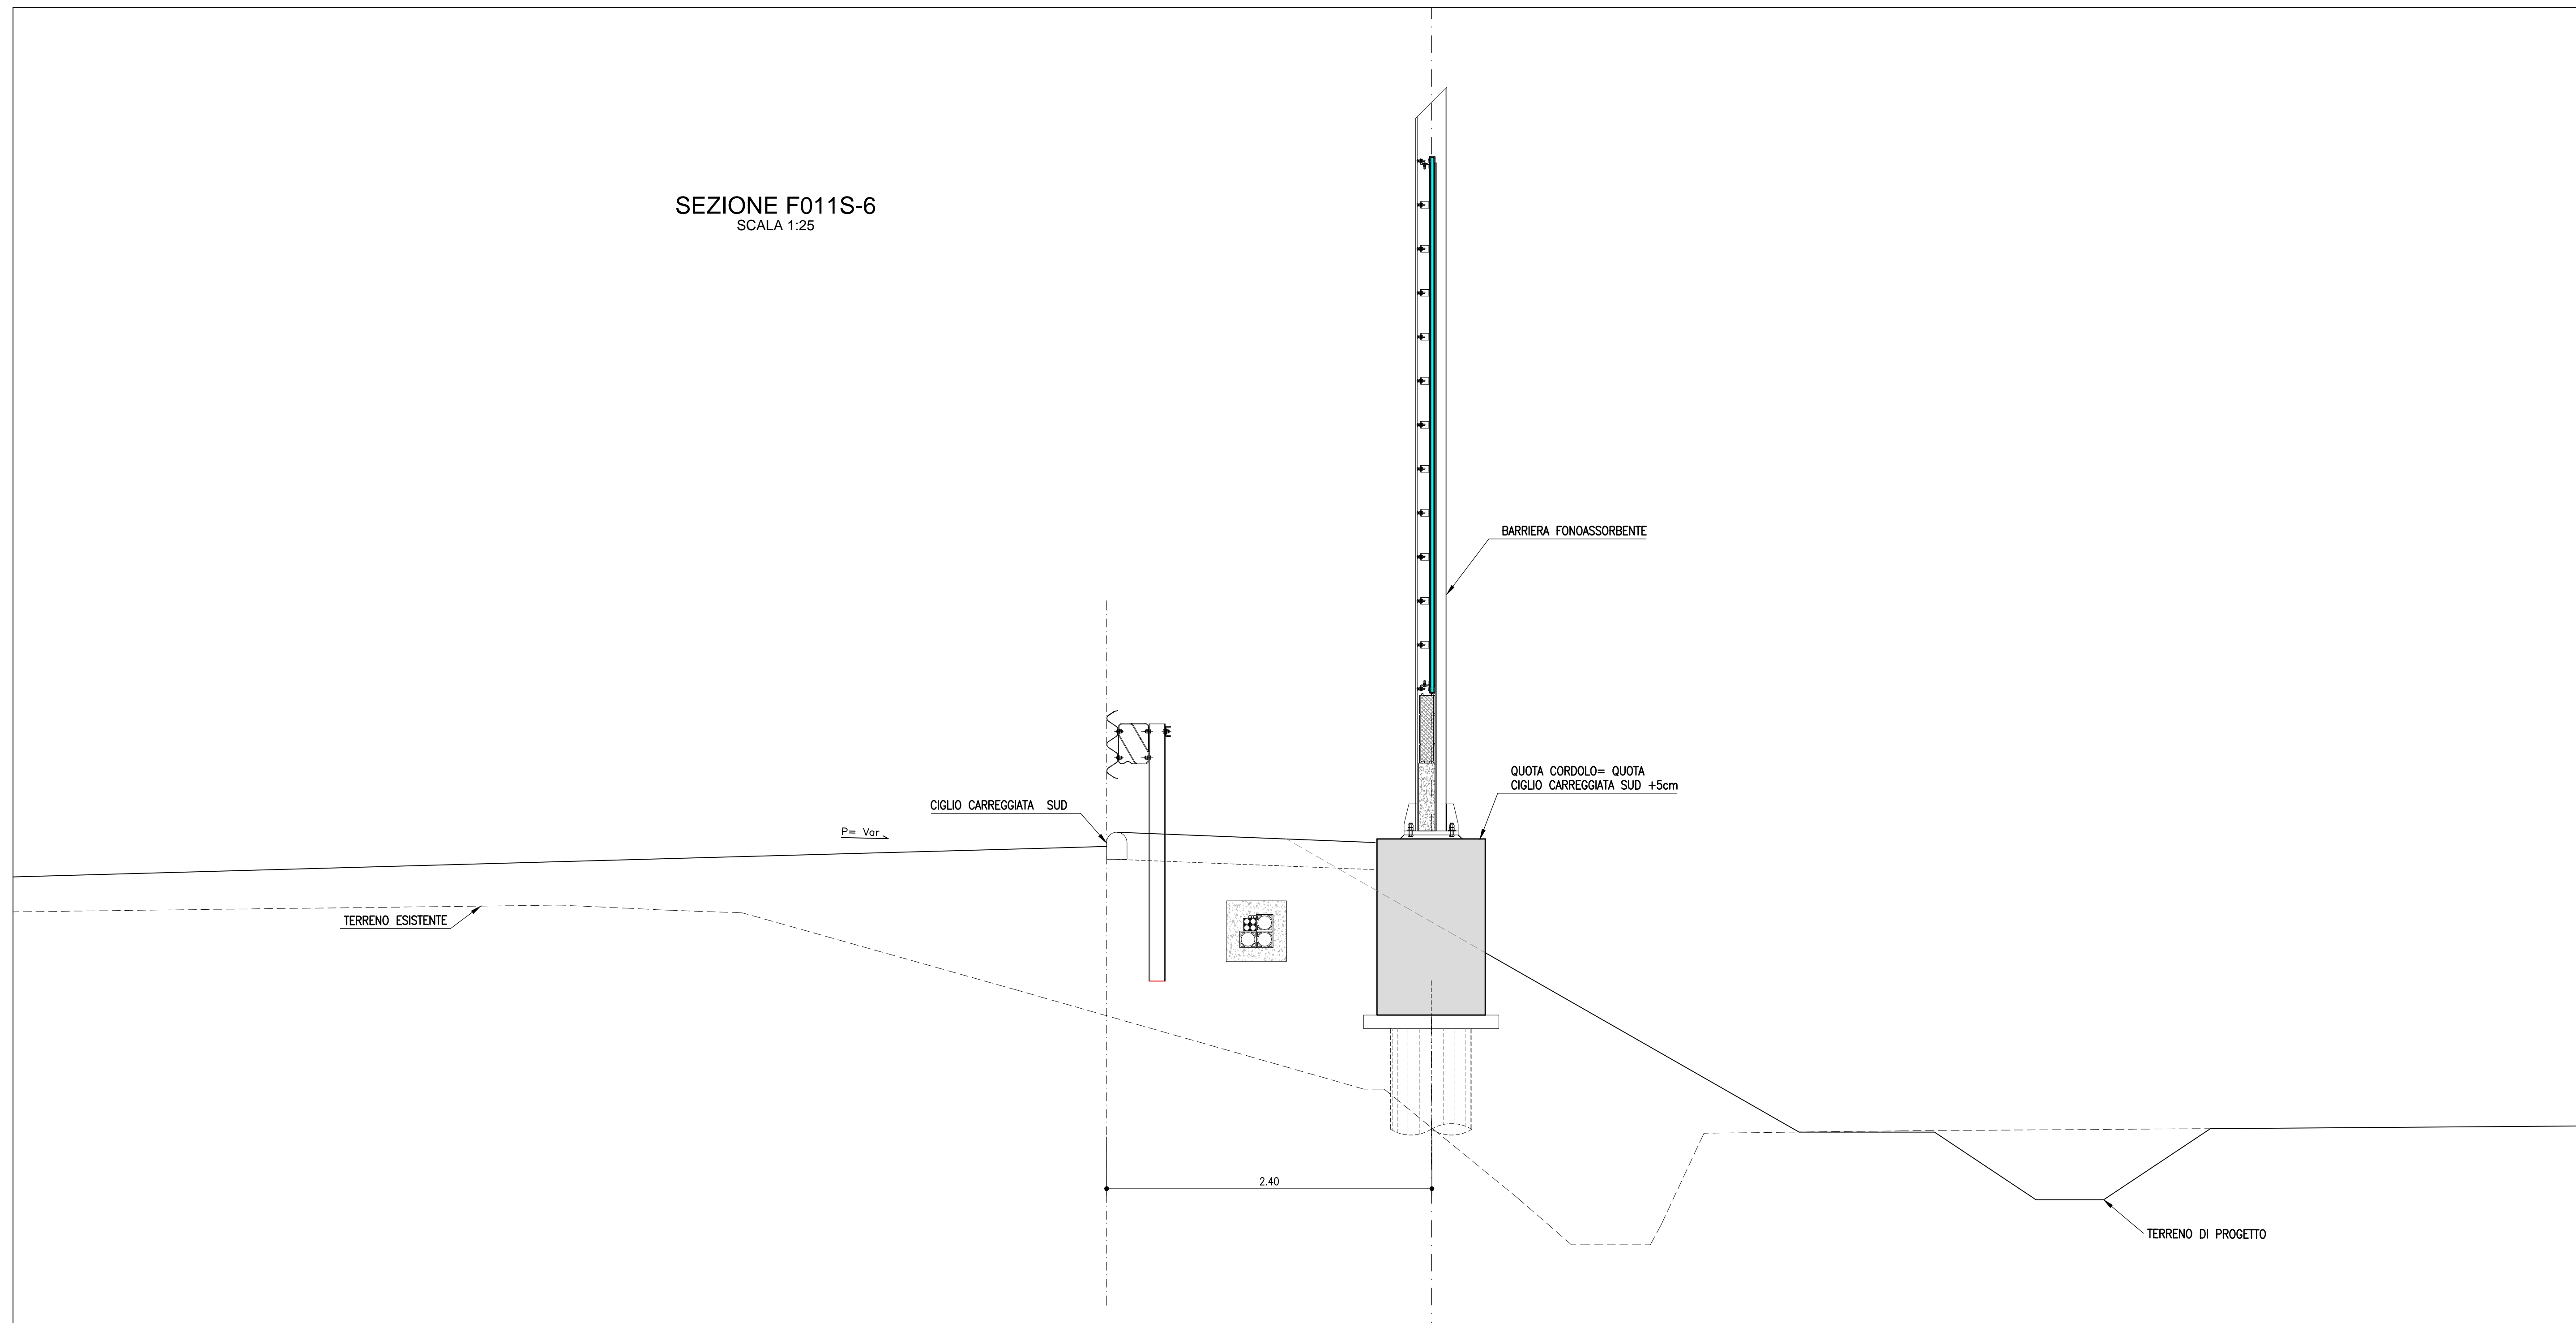 SEZIONE F011S-6
SCALA 1:25
BARRIERA FONOASSORBENTE
QUOTA CORDOLO= QUOTA
CIGLIO CARREGGIATA SUD +5cm
CIGLIO CARREGGIATA SUD
P= Var
TERRENO ESISTENTE
2.40
TERRENO DI PROGETTO